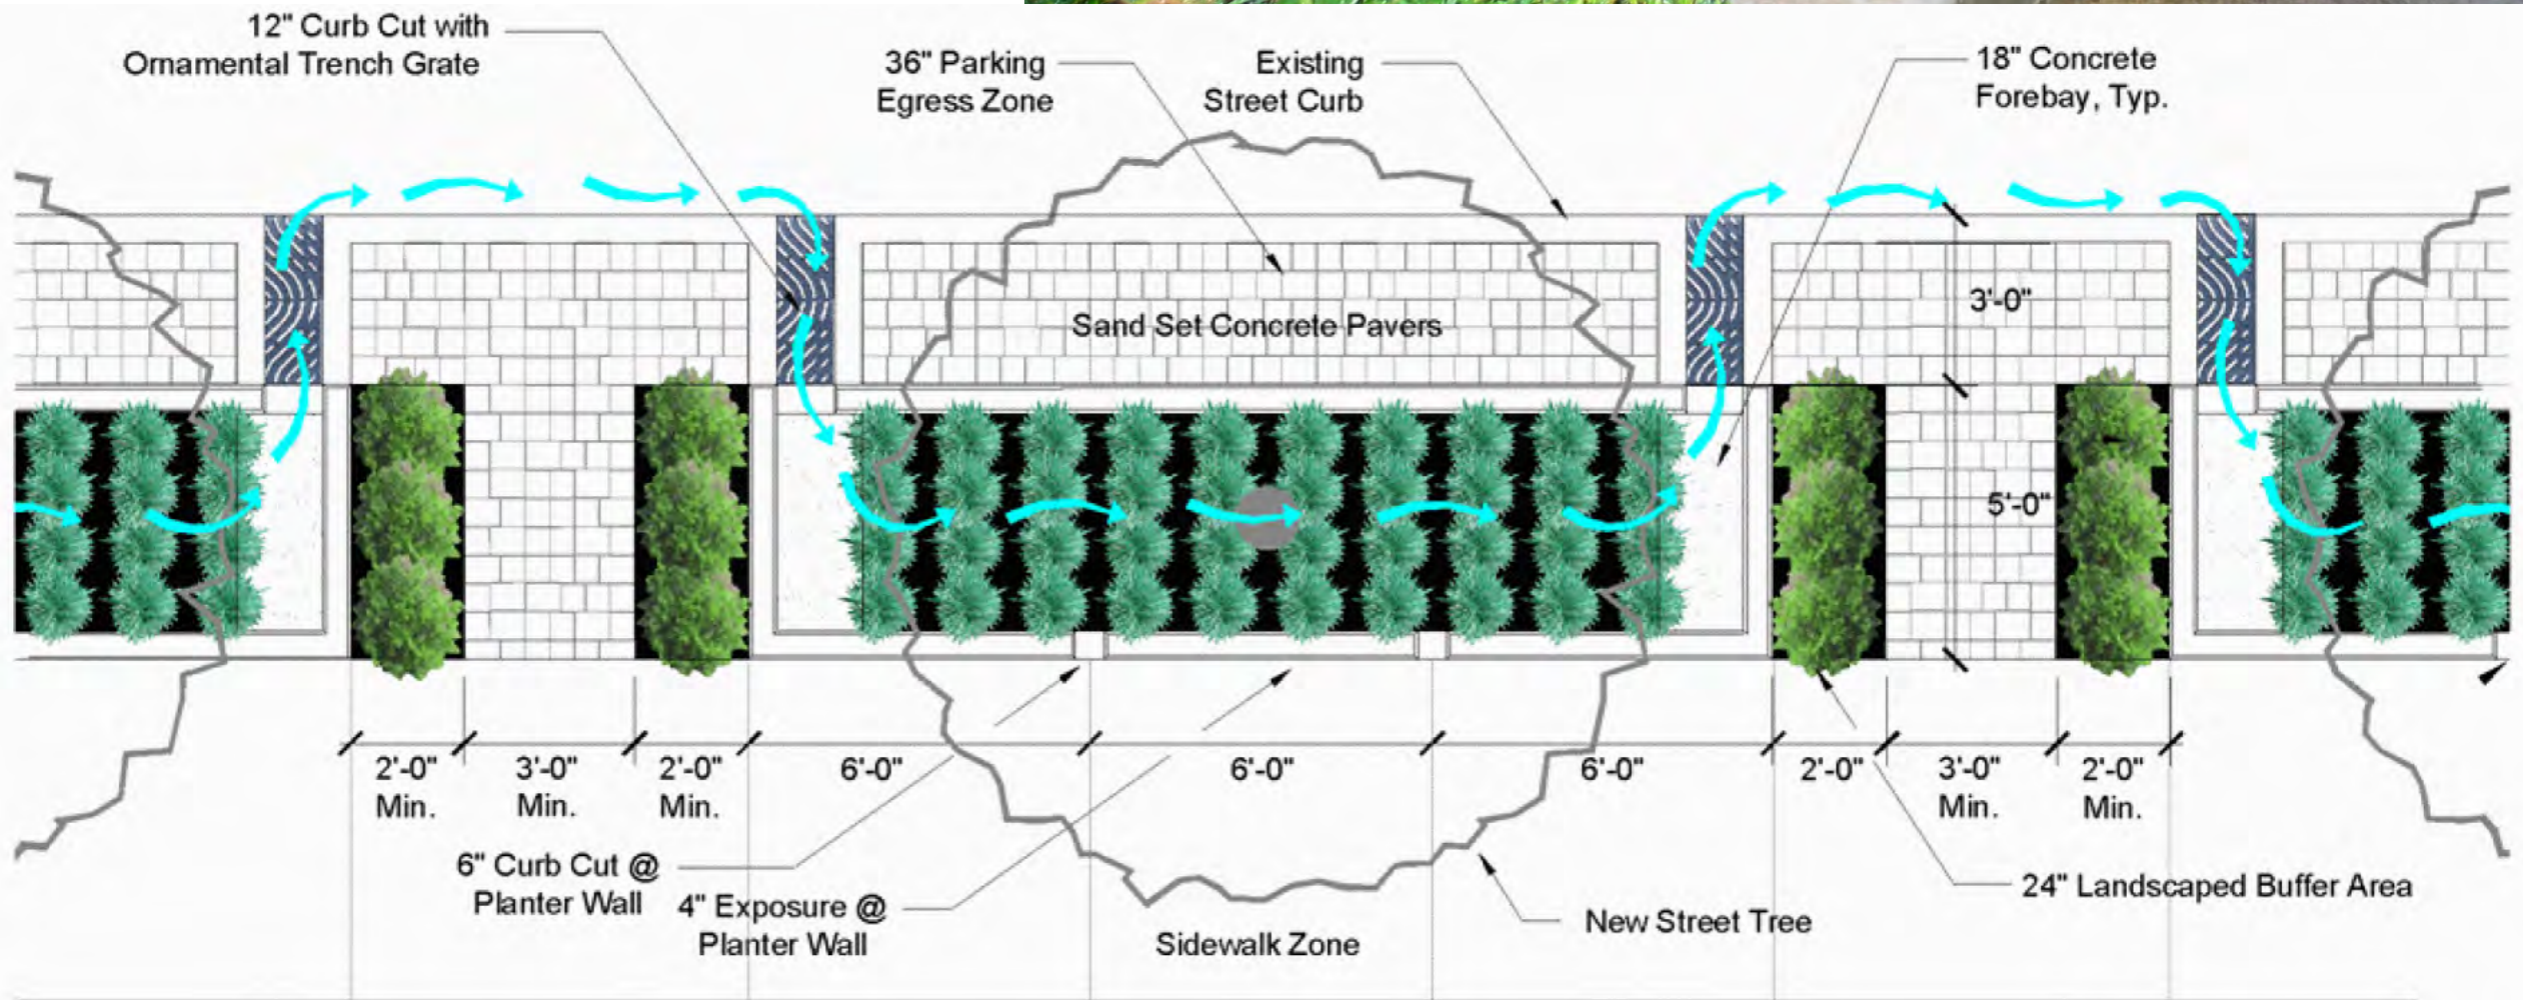 12" Curb Cut with
Ornamental Trench Grate
36" Parking
Egress Zone
Existing
Street Curb
18" Concrete
Forebay, Typ.
3'-0"
Sand Set Concrete Pavers
5'-0"
2'-0"
Min.
3'-0"
Min.
2'-0"
Min.
6'-0"
6'-0"
6'-0"
2'-0"
3'-0"
Min.
2'-0"
Min.
6" Curb Cut @
Planter Wall
4" Exposure @
Planter Wall
Sidewalk Zone
New Street Tree
24" Landscaped Buffer Area